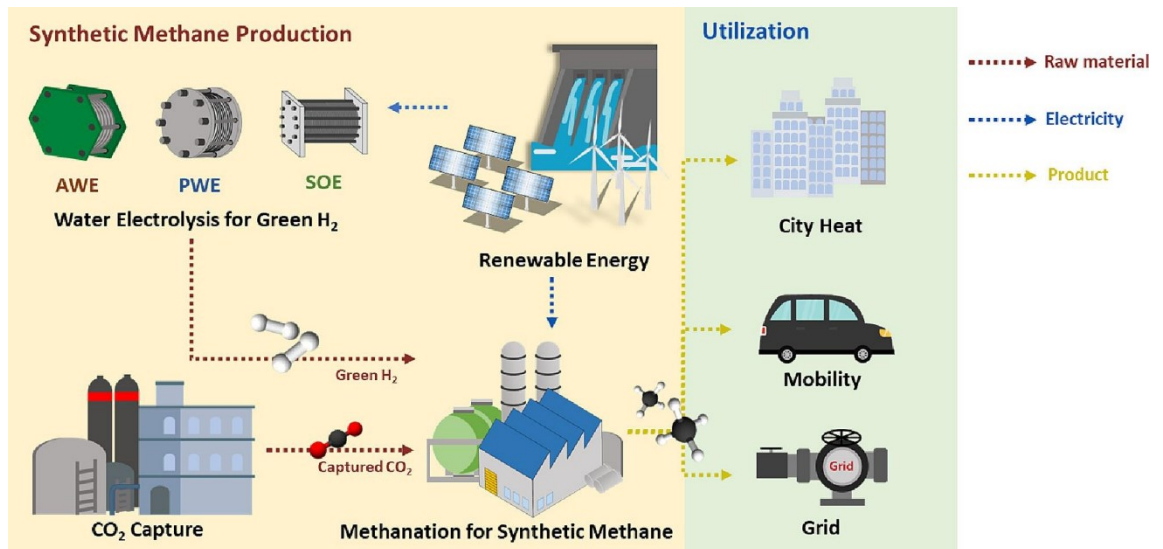 Synthetic Methane Production
Utilization
Raw material
Electricity
Product
AWE
PWE
SOE
Water Electrolysis for Green H₂
Renewable Energy
City Heat
Green H₂
Mobility
Captured CO₂
Grid
CO₂ Capture
Methanation for Synthetic Methane
Grid